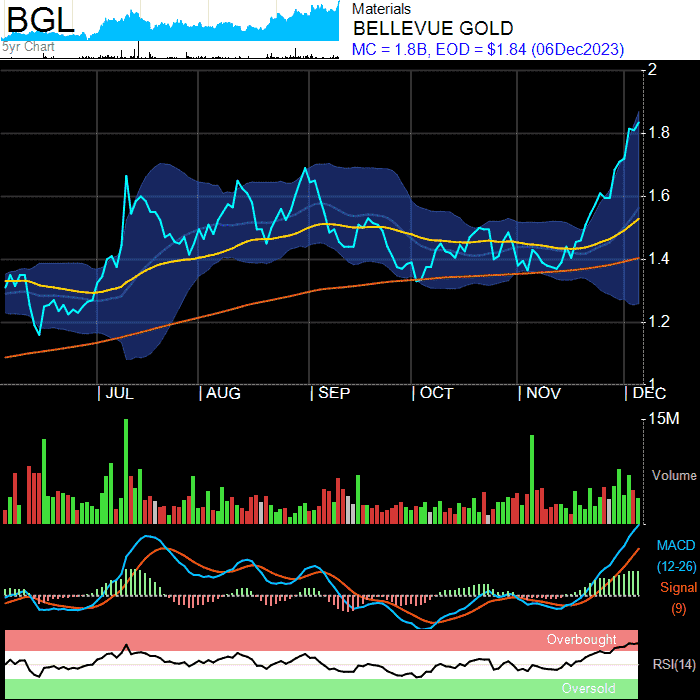 BGL
5yr Chart
Materials
BELLEVUE GOLD
MC = 1.8B, EOD = $1.84 (06Dec2023)
2
1.8
1.6
1.4
1.2
1
| JUL | AUG | SEP | OCT | NOV | DEC
15M
Volume
MACD
(12-26)
Signal
(9)
Overbought
RSI(14)
Oversold